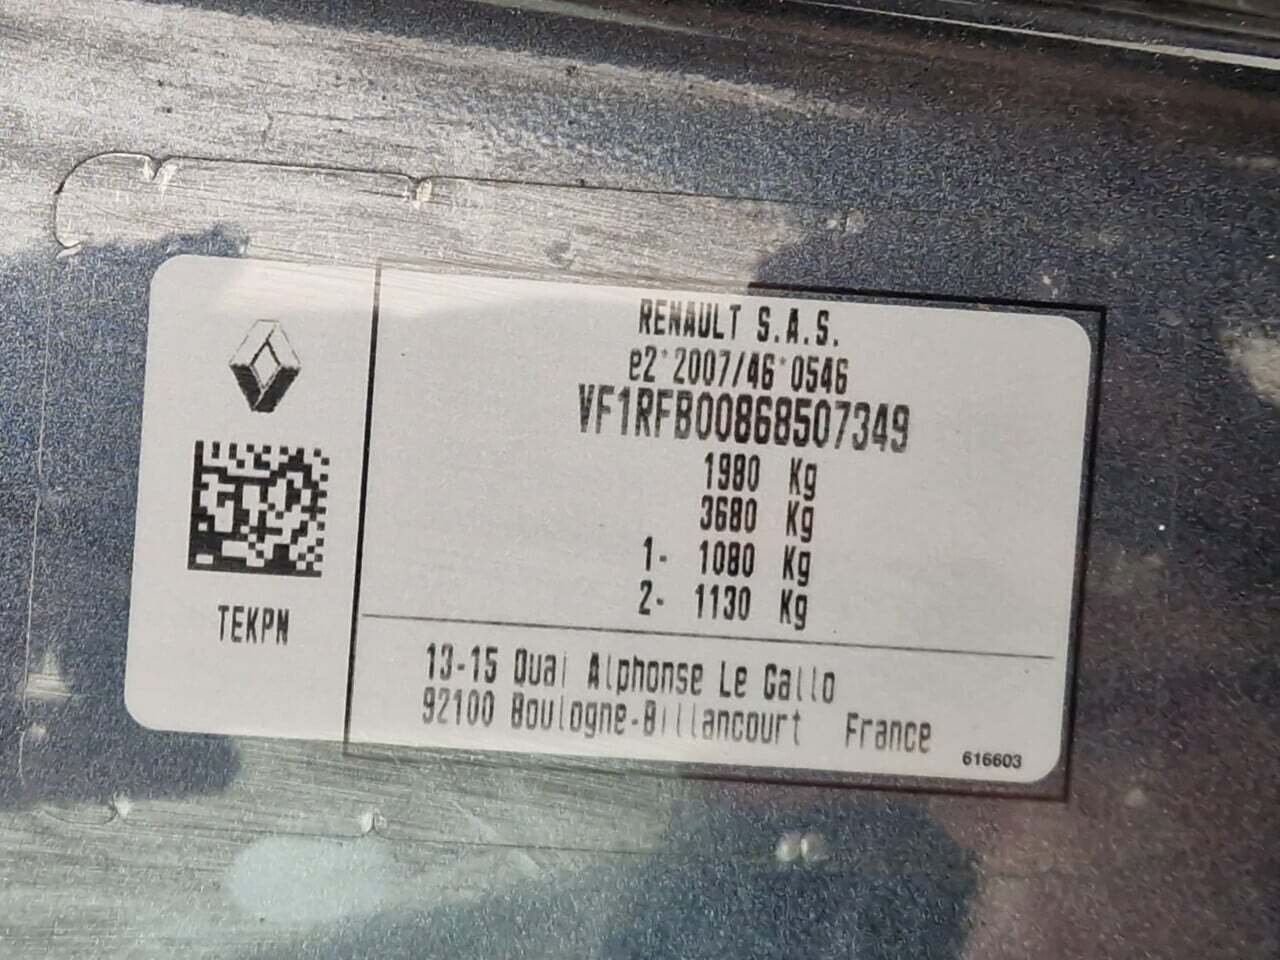 RENAULT S.A.S.
e2*2007/46*0546
VF1RFB00868507349
1980 Kg
3680 Kg
1- 1080 Kg
2- 1130 Kg
TEKPN
13-15 Quai Alphonse Le Gallo
92100 Boulogne-Billancourt France
616603